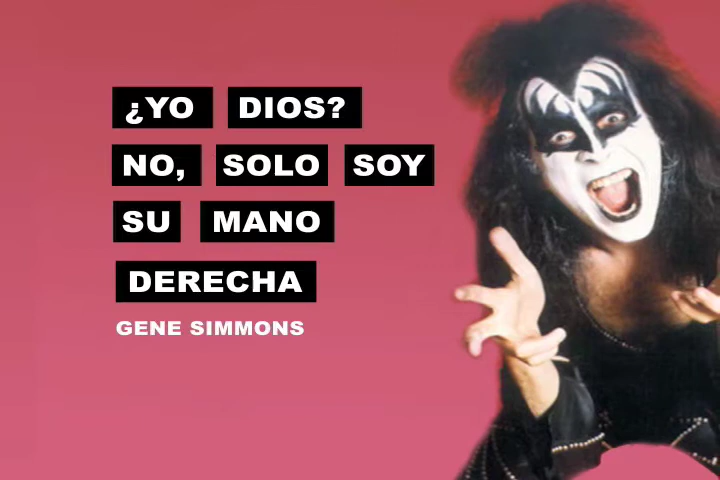 ¿YO DIOS?
NO, SOLO SOY
SU MANO
DERECHA
GENE SIMMONS